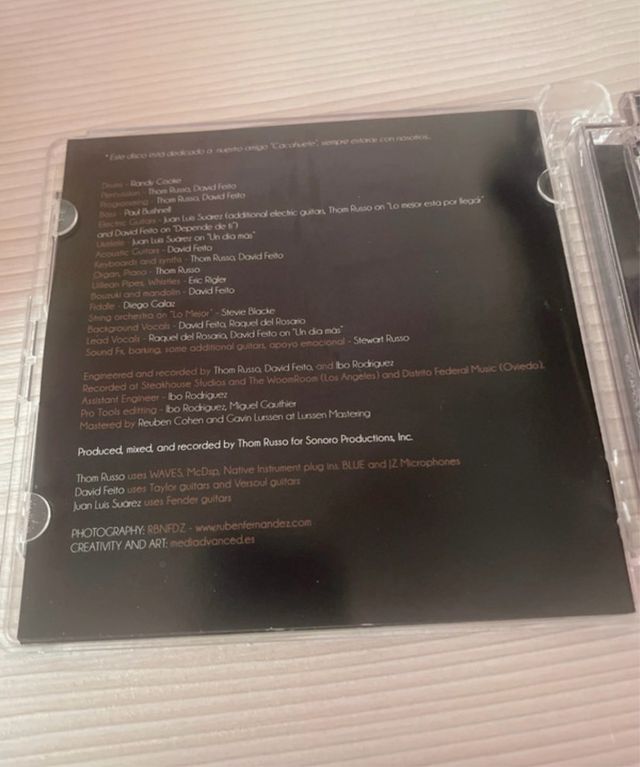 * Este disco está dedicado a nuestro amigo "Cacahuete", siempre estarás con nosotros...
Drums - Randy Cooke
Percussion - Thom Russo, David Feito
Programming - Thom Russo, David Feito
Bass - Paul Bushnell
Electric Guitars - Juan Luis Suárez (additional electric guitars, Thom Russo on "Lo mejor está por llegar"
and David Feito on "Depende de ti")
Ukelele - Juan Luis Suárez on "Un día más"
Acoustic Guitars - David Feito
Keyboards and synths - Thom Russo, David Feito
Organ, Piano - Thom Russo
Uillean Pipes, Whistles - Eric Rigler
Bouzuki and mandolin - David Feito
Fiddle - Diego Galaz
String orchestra on "Lo Mejor" - Stevie Blacke
Background Vocals - David Feito, Raquel del Rosario
Lead Vocals - Raquel del Rosario, David Feito on "Un día más"
Sound Fx, barking, some additional guitars, apoyo emocional - Stewart Russo
Engineered and recorded by Thom Russo, David Feito, and Ibo Rodriguez
Recorded at Steakhouse Studios and The WoomRoom (Los Angeles) and Distrito Federal Music (Oviedo).
Assistant Engineer - Ibo Rodriguez
Pro Tools editting - Ibo Rodriguez, Miguel Gauthier
Mastered by Reuben Cohen and Gavin Lurssen at Lurssen Mastering
Produced, mixed, and recorded by Thom Russo for Sonoro Productions, Inc.
Thom Russo uses WAVES, McDsp, Native Instrument plug ins. BLUE and JZ Microphones
David Feito uses Taylor guitars and Versoul guitars
Juan Luis Suárez uses Fender guitars
PHOTOGRAPHY: RBNFDZ - www.rubenfernandez.com
CREATIVITY AND ART: mediadvanced.es